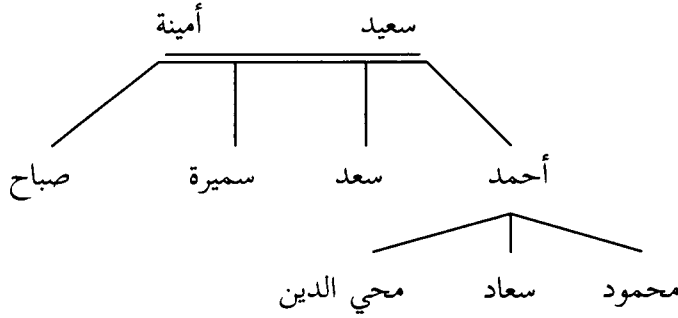 سعيد أمينة
أحمد سعد سميرة صباح
محمود سعاد محي الدين